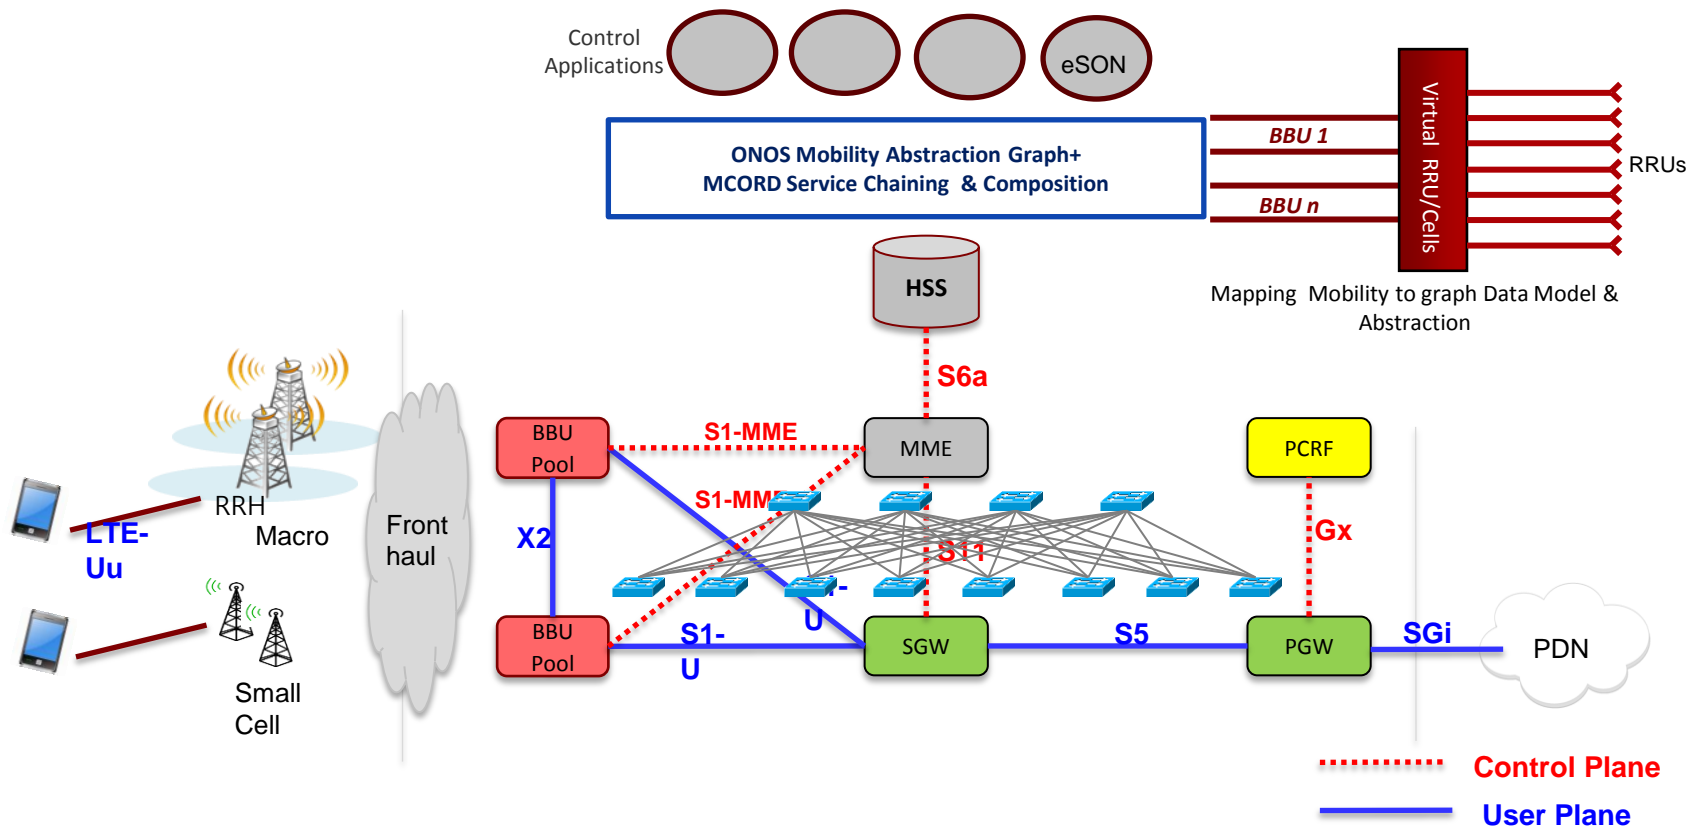 Control
Applications
eSON
ONOS Mobility Abstraction Graph+
MCORD Service Chaining & Composition
BBU 1
BBU n
Virtual RRU/Cells
RRUs
Mapping Mobility to graph Data Model &
Abstraction
HSS
S6a
BBU
Pool
S1-MME
MME
PCRF
RRH
Macro
LTE-
Uu
Front
haul
X2
S1-MME
S11
Gx
U
BBU
Pool
S1-
U
SGW
S5
PGW
SGi
PDN
Small
Cell
Control Plane
User Plane